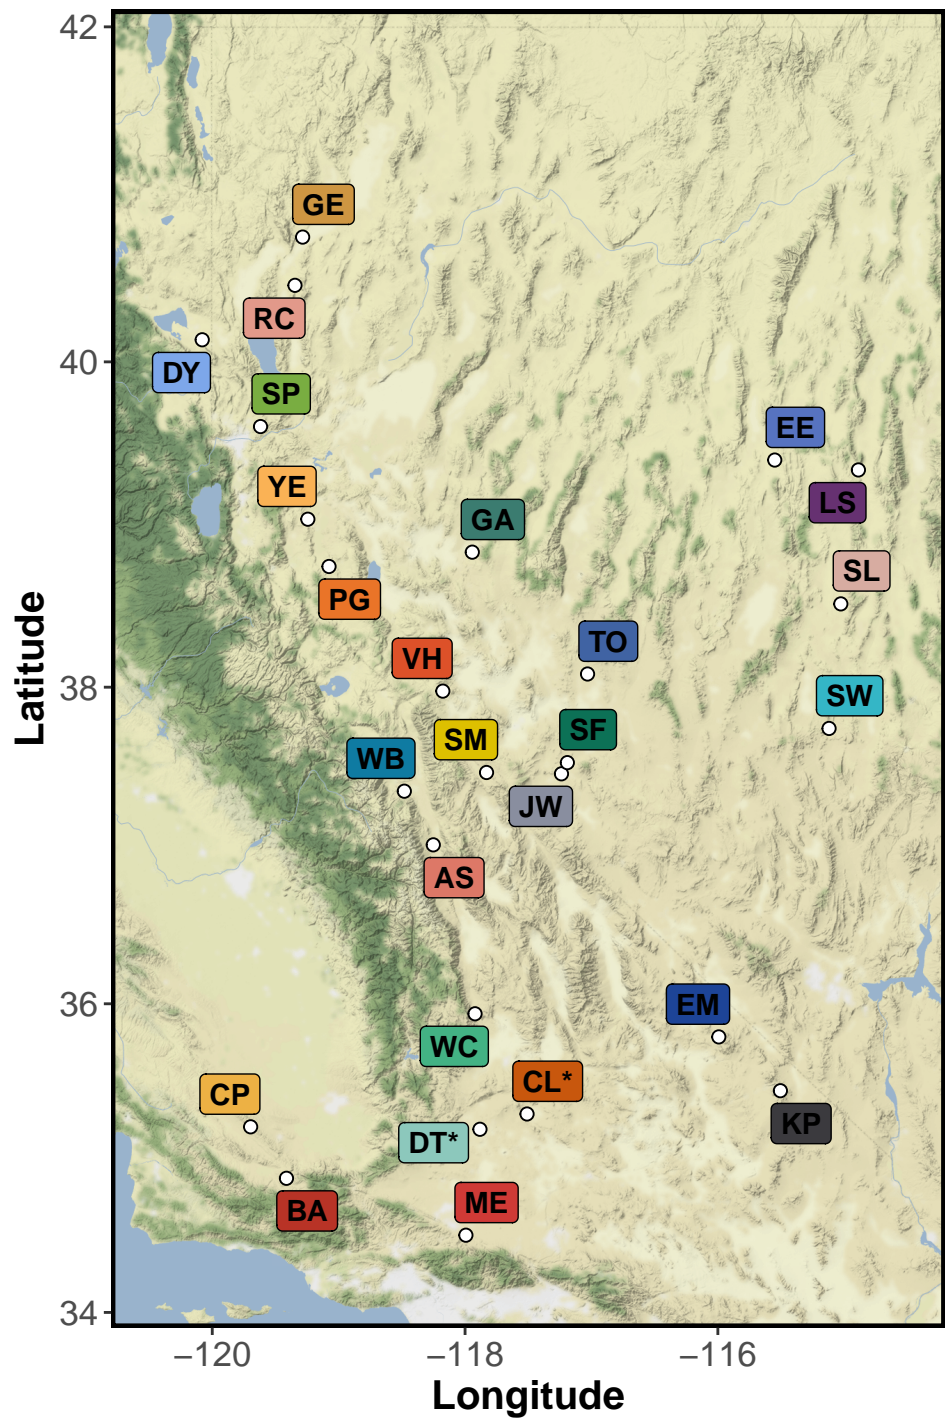 42
GE
RC
40
DY
SP
EE
YE
LS
GA
SL
PG
TO
VH
38
SW
SF
SM
WB
JW
AS
36
EM
WC
CL*
CP
KP
DT*
ME
BA
34
−120
−118
−116
Longitude
Latitude